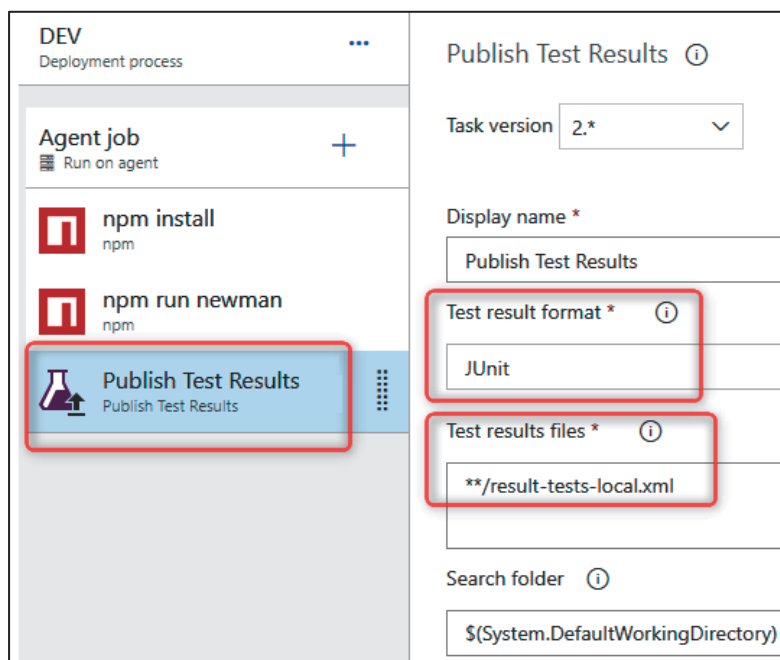 DEV
Deployment process
Agent job
Run on agent
npm install
npm
npm run newman
npm
Publish Test Results
Publish Test Results
Publish Test Results
Task version 2.*
Display name *
Publish Test Results
Test result format *
JUnit
Test results files *
**/result-tests-local.xml
Search folder
$(System.DefaultWorkingDirectory)